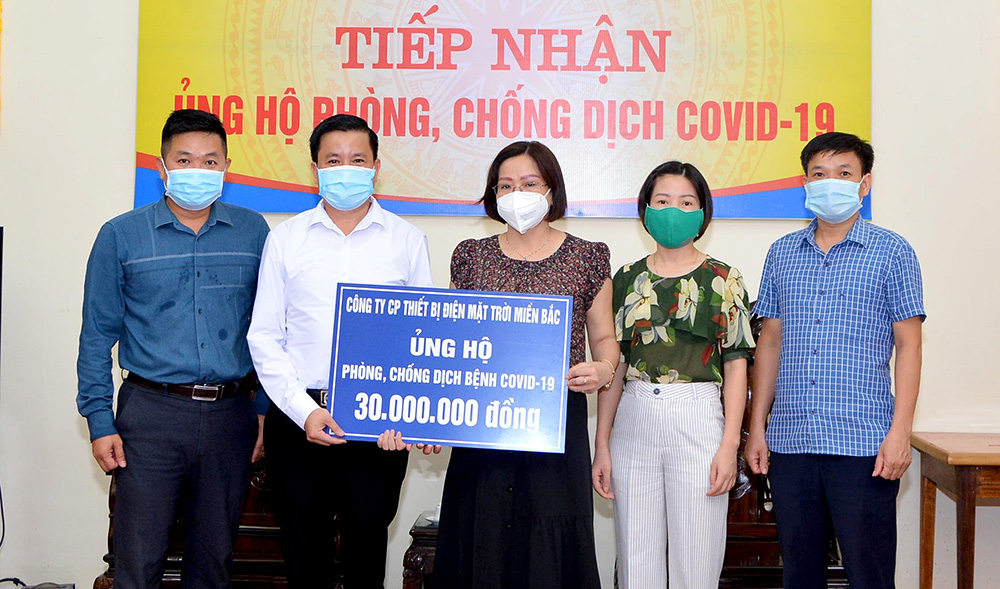 TIẾP NHẬN
ỦNG HỘ PHÒNG, CHỐNG DỊCH COVID-19
CÔNG TY CP THIẾT BỊ ĐIỆN MẶT TRỜI MIỀN BẮC
ỦNG HỘ
PHÒNG, CHỐNG DỊCH BỆNH COVID-19
30.000.000 đồng